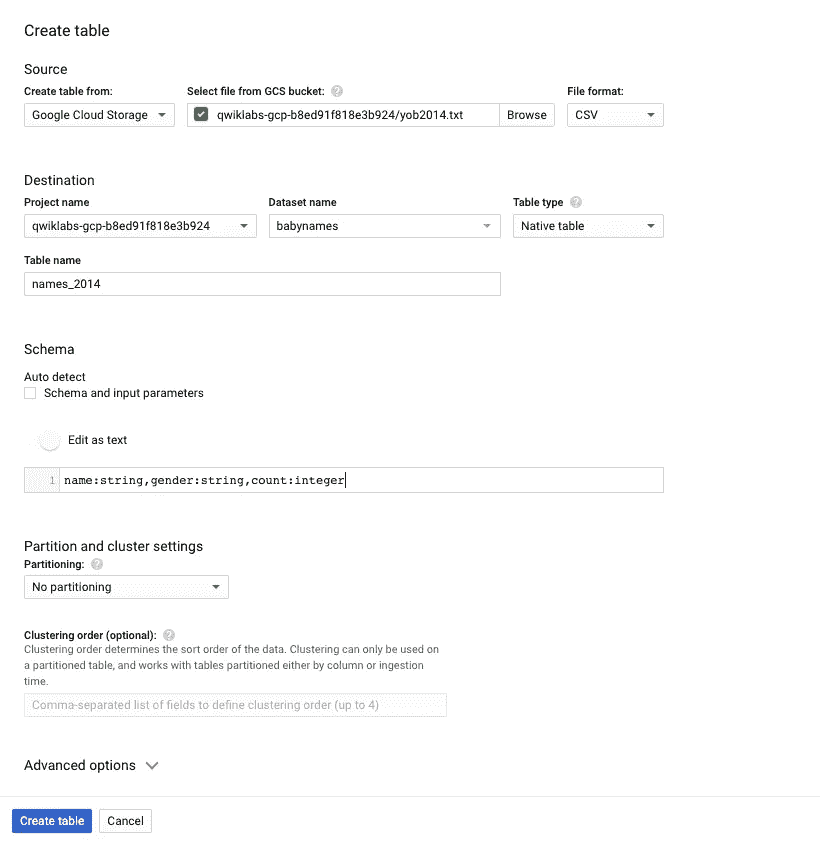 Create table
Source
Create table from: Select file from GCS bucket: ? File format:
Google Cloud Storage qwiklabs-gcp-b8ed91f818e3b924/yob2014.txt Browse CSV
Destination
Project name Dataset name Table type ?
qwiklabs-gcp-b8ed91f818e3b924 babynames Native table
Table name
names_2014
Schema
Auto detect
Schema and input parameters
Edit as text
1 name:string,gender:string,count:integer
Partition and cluster settings
Partitioning: ?
No partitioning
Clustering order (optional): ?
Clustering order determines the sort order of the data. Clustering can only be used on
a partitioned table, and works with tables partitioned either by column or ingestion
time.
Comma-separated list of fields to define clustering order (up to 4)
Advanced options
Create table Cancel